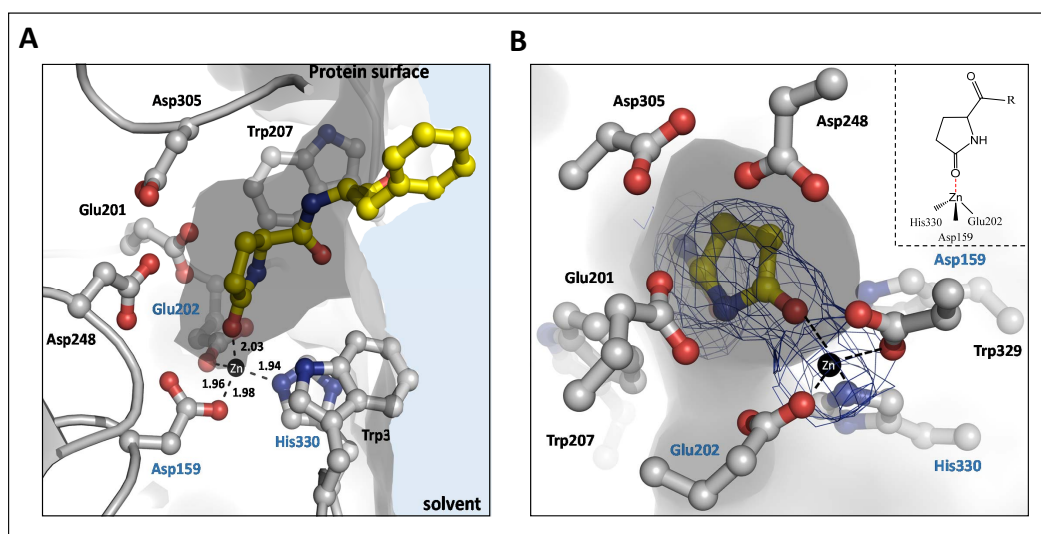 A
Protein surface
Asp305
Trp207
Glu201
Glu202
Asp248
2.03
Zn
1.94
1.96
1.98
His330
Trp3
Asp159
solvent
B
Asp305
Asp248
O
R
NH
O
Zn
His330
Glu202
Asp159
Asp159
Glu201
Zn
Trp329
Trp207
Glu202
His330